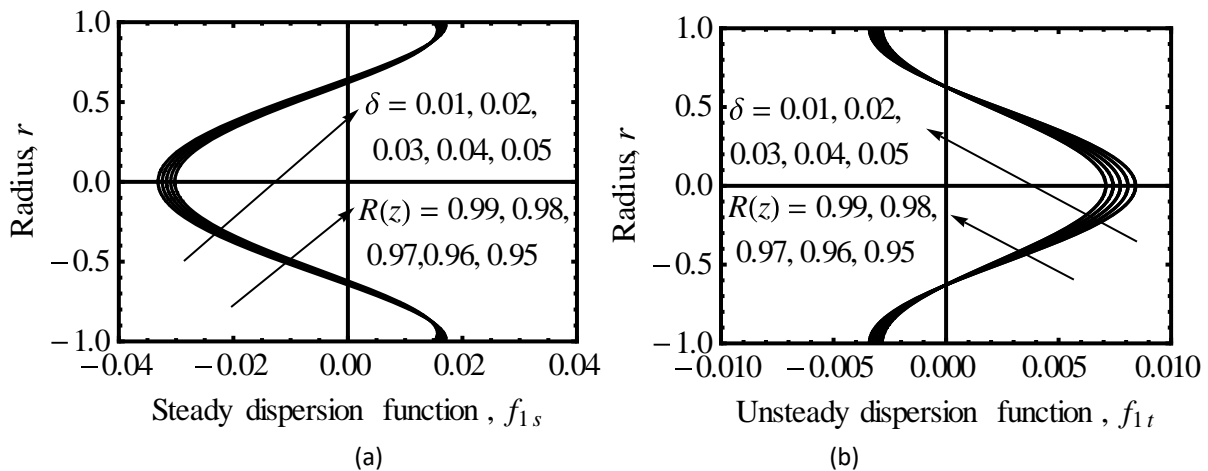 1.0
0.5
0.0
−0.5
−1.0
Radius, r
δ = 0.01, 0.02,
0.03, 0.04, 0.05
R(z) = 0.99, 0.98,
0.97,0.96, 0.95
−0.04 −0.02 0.00 0.02 0.04
Steady dispersion function , f1 s
(a)
1.0
0.5
0.0
−0.5
−1.0
Radius, r
δ = 0.01, 0.02,
0.03, 0.04, 0.05
R(z) = 0.99, 0.98,
0.97, 0.96, 0.95
−0.010 −0.005 0.000 0.005 0.010
Unsteady dispersion function , f1 t
(b)